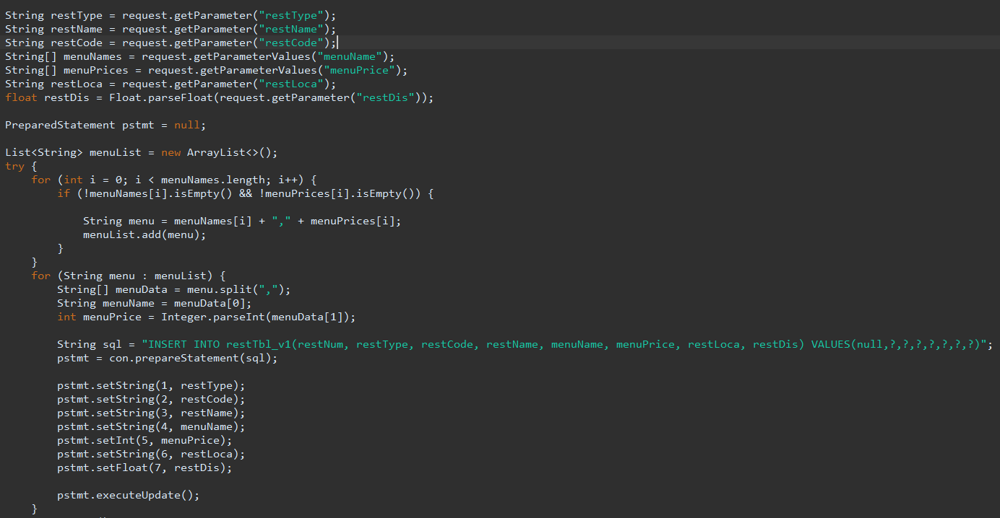 String restType = request.getParameter("restType");
String restName = request.getParameter("restName");
String restCode = request.getParameter("restCode");
String[] menuNames = request.getParameterValues("menuName");
String[] menuPrices = request.getParameterValues("menuPrice");
String restLoca = request.getParameter("restLoca");
float restDis = Float.parseFloat(request.getParameter("restDis"));
PreparedStatement pstmt = null;
List<String> menuList = new ArrayList<>();
try {
for (int i = 0; i < menuNames.length; i++) {
if (!menuNames[i].isEmpty() && !menuPrices[i].isEmpty()) {
String menu = menuNames[i] + "," + menuPrices[i];
menuList.add(menu);
}
}
for (String menu : menuList) {
String[] menuData = menu.split(",");
String menuName = menuData[0];
int menuPrice = Integer.parseInt(menuData[1]);
String sql = "INSERT INTO restTbl_v1(restNum, restType, restCode, restName, menuName, menuPrice, restLoca, restDis) VALUES(null,?,?,?,?,?,?,?)";
pstmt = con.prepareStatement(sql);
pstmt.setString(1, restType);
pstmt.setString(2, restCode);
pstmt.setString(3, restName);
pstmt.setString(4, menuName);
pstmt.setInt(5, menuPrice);
pstmt.setString(6, restLoca);
pstmt.setFloat(7, restDis);
pstmt.executeUpdate();
}